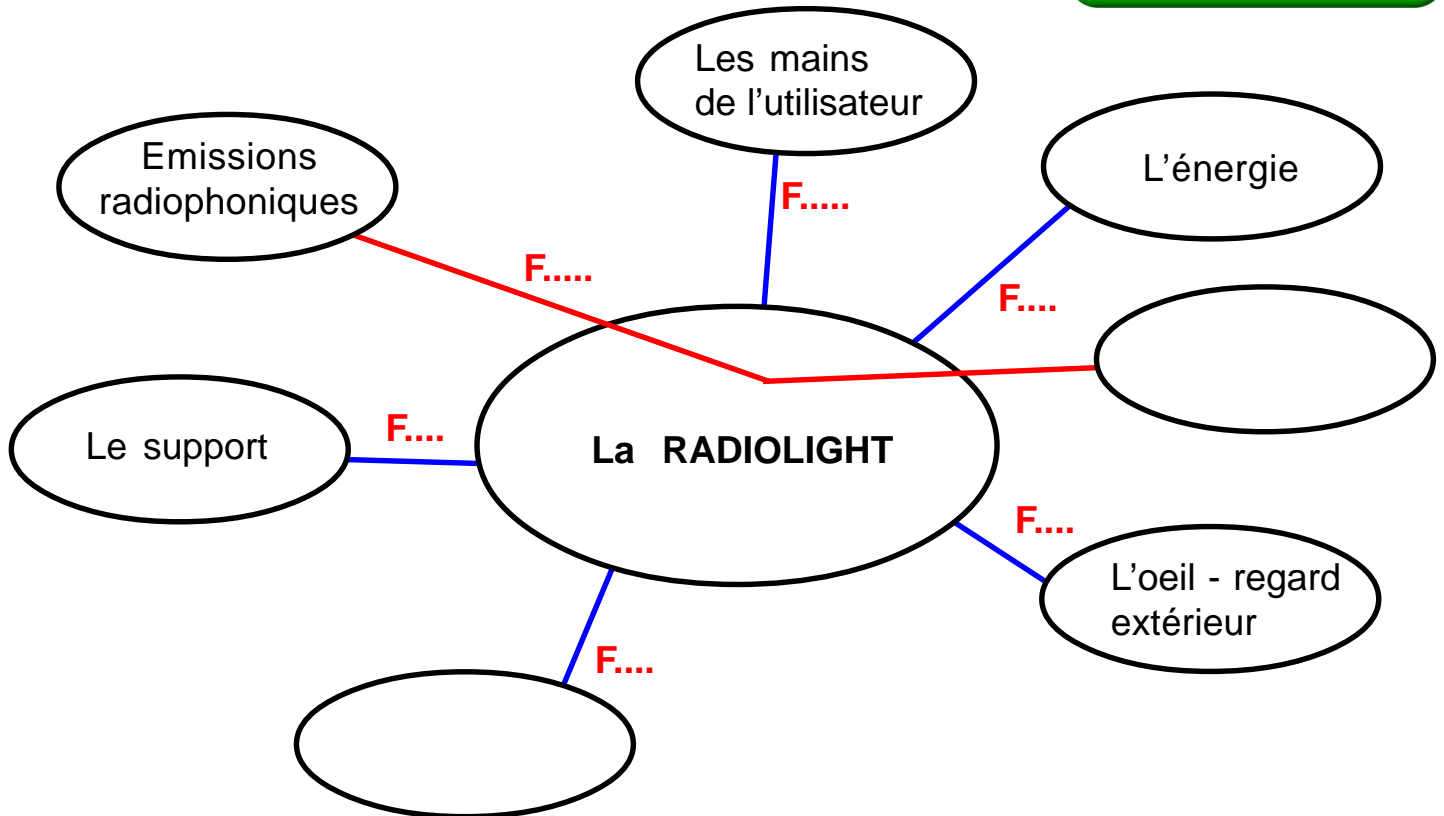 Les mains
de l'utilisateur
Emissions
radiophoniques
L'énergie
F.....
F.....
F....
Le support
F....
La RADIOLIGHT
F....
L'oeil - regard
extérieur
F....